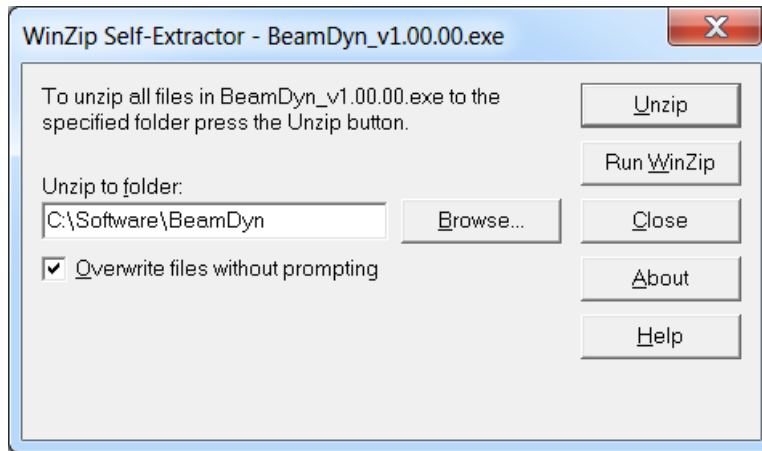 WinZip Self-Extractor - BeamDyn_v1.00.00.exe
To unzip all files in BeamDyn_v1.00.00.exe to the
specified folder press the Unzip button.
Unzip
Run WinZip
Unzip to folder:
C:\Software\BeamDyn
Browse...
Close
Overwrite files without prompting
About
Help